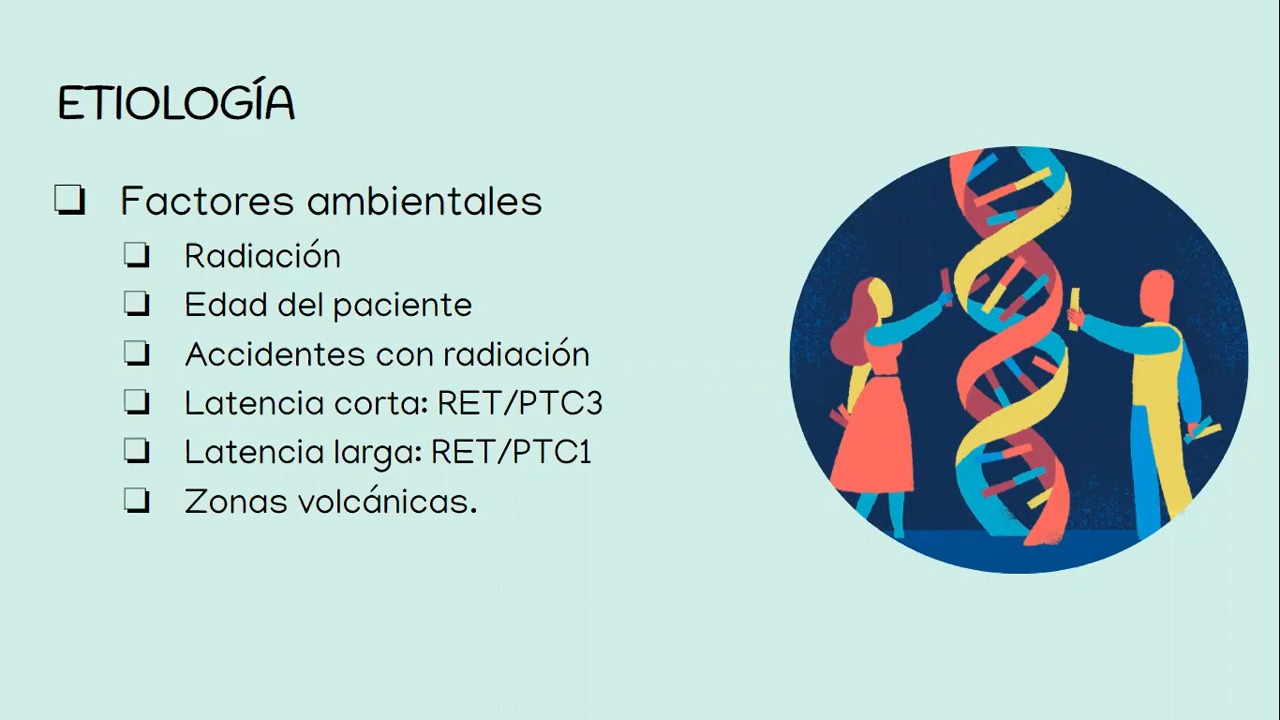 ETIOLOGÍA
Factores ambientales
Radiación
Edad del paciente
Accidentes con radiación
Latencia corta: RET/PTC3
Latencia larga: RET/PTC1
Zonas volcánicas.